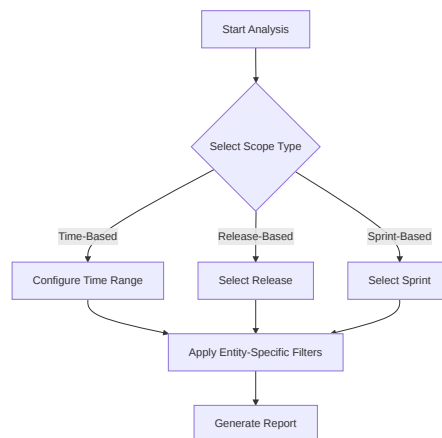 Start Analysis
Select Scope Type
Time-Based
Release-Based
Sprint-Based
Configure Time Range
Select Release
Select Sprint
Apply Entity-Specific Filters
Generate Report